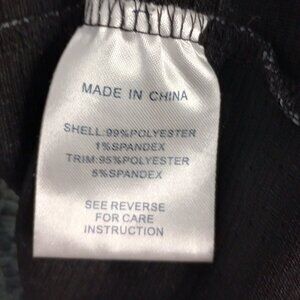 MADE IN CHINA
SHELL:99%POLYESTER
1%SPANDEX
TRIM:95%POLYESTER
5%SPANDEX
SEE REVERSE
FOR CARE
INSTRUCTION